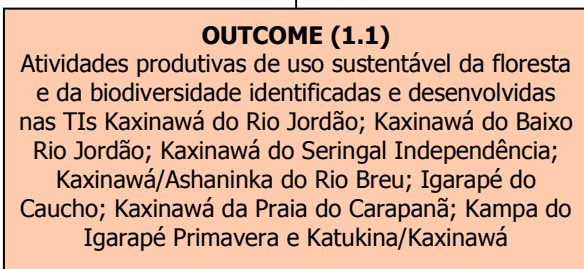 OUTCOME (1.1)
Atividades produtivas de uso sustentável da floresta
e da biodiversidade identificadas e desenvolvidas
nas TIs Kaxinawá do Rio Jordão; Kaxinawá do Baixo
Rio Jordão; Kaxinawá do Seringal Independência;
Kaxinawá/Ashaninka do Rio Breu; Igarapé do
Caucho; Kaxinawá da Praia do Carapanã; Kampa do
Igarapé Primavera e Katukina/Kaxinawá